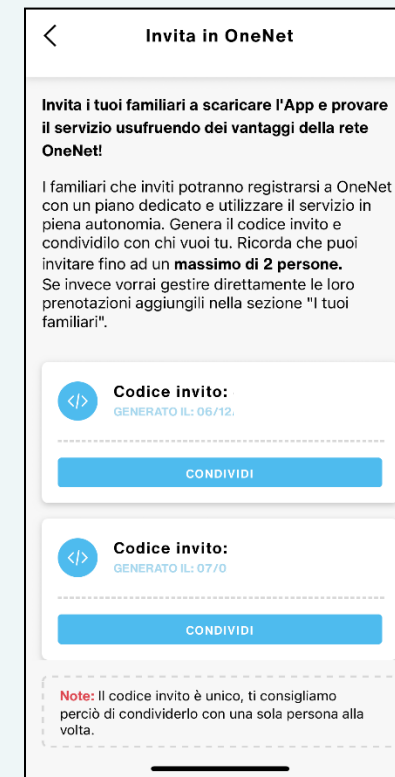 Invita in OneNet
Invita i tuoi familiari a scaricare l'App e provare
il servizio usufruendo dei vantaggi della rete
OneNet!
I familiari che inviti potranno registrarsi a OneNet
con un piano dedicato e utilizzare il servizio in
piena autonomia. Genera il codice invito e
condividilo con chi vuoi tu. Ricorda che puoi
invitare fino ad un massimo di 2 persone.
Se invece vorrai gestire direttamente le loro
prenotazioni aggiungili nella sezione "I tuoi
familiari".
</> Codice invito:
GENERATO IL: 06/12.
CONDIVIDI
</> Codice invito:
GENERATO IL: 07/0
CONDIVIDI
Note: Il codice invito è unico, ti consigliamo
perciò di condividerlo con una sola persona alla
volta.